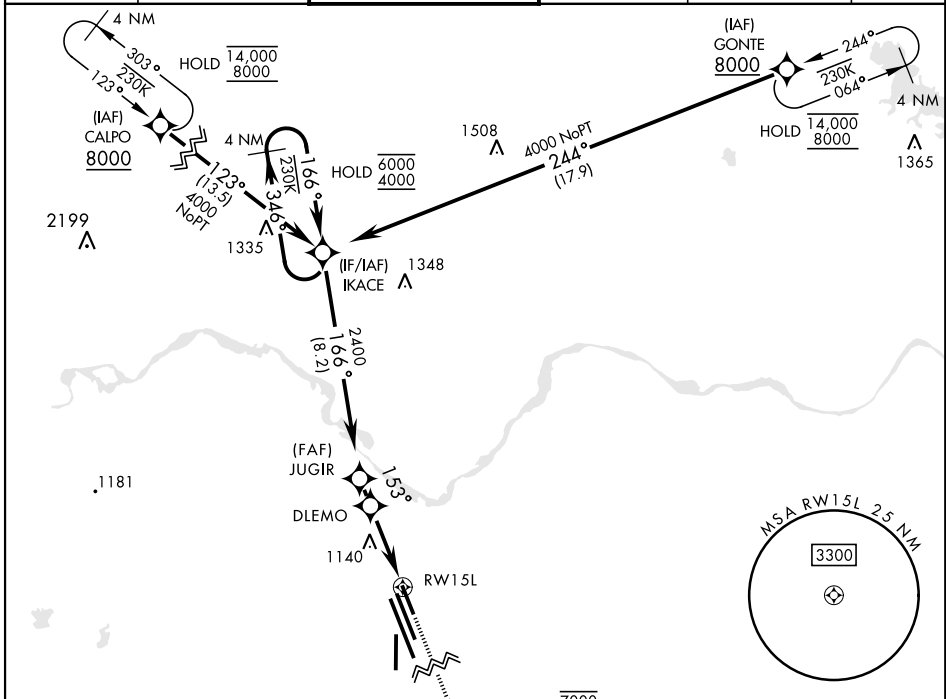 4 NM
303°
230K
123°
HOLD 14,000
8000
(IAF)
CALPO
8000
123°
(13.5)
4000
NoPT
(IAF)
GONTE
8000
244°
230K
064°
4 NM
HOLD 14,000
8000
1365
1508
4000 NoPT
244°
(17.9)
4 NM
166°
230K
346°
HOLD 6000
4000
2199
1335
(IF/IAF)
IKACE
1348
2400
166°
(8.2)
(FAF)
JUGIR
153°
DLEMO
1181
1140
RW15L
MSA RW15L 25 NM
3300
7000